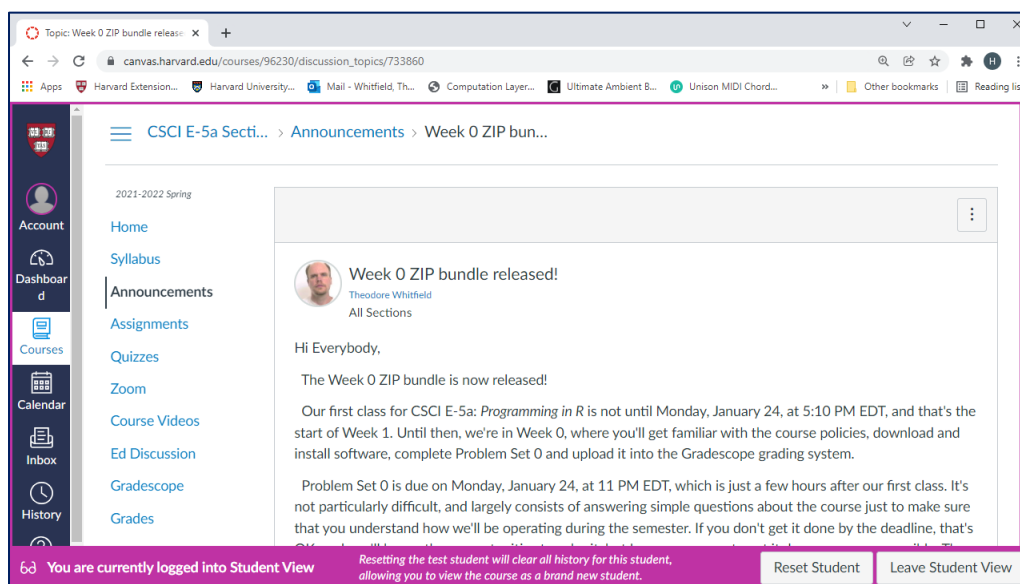 Topic: Week 0 ZIP bundle release
canvas.harvard.edu/courses/96230/discussion_topics/733860
H
Apps Harvard Extension... Harvard University... Mail - Whitfield, Th... Computation Layer... Ultimate Ambient B... Unison MIDI Chord... » Other bookmarks Reading lis
CSCI E-5a Secti... > Announcements > Week 0 ZIP bun...
Account
Dashboar
d
Courses
Calendar
Inbox
History
2021-2022 Spring
Home
Syllabus
Announcements
Assignments
Quizzes
Zoom
Course Videos
Ed Discussion
Gradescope
Grades
Week 0 ZIP bundle released!
Theodore Whitfield
All Sections
Hi Everybody,
The Week 0 ZIP bundle is now released!
Our first class for CSCI E-5a: Programming in R is not until Monday, January 24, at 5:10 PM EDT, and that's the
start of Week 1. Until then, we're in Week 0, where you'll get familiar with the course policies, download and
install software, complete Problem Set 0 and upload it into the Gradescope grading system.
Problem Set 0 is due on Monday, January 24, at 11 PM EDT, which is just a few hours after our first class. It's
not particularly difficult, and largely consists of answering simple questions about the course just to make sure
that you understand how we'll be operating during the semester. If you don't get it done by the deadline, that's
You are currently logged into Student View
Resetting the test student will clear all history for this student,
allowing you to view the course as a brand new student.
Reset Student
Leave Student View